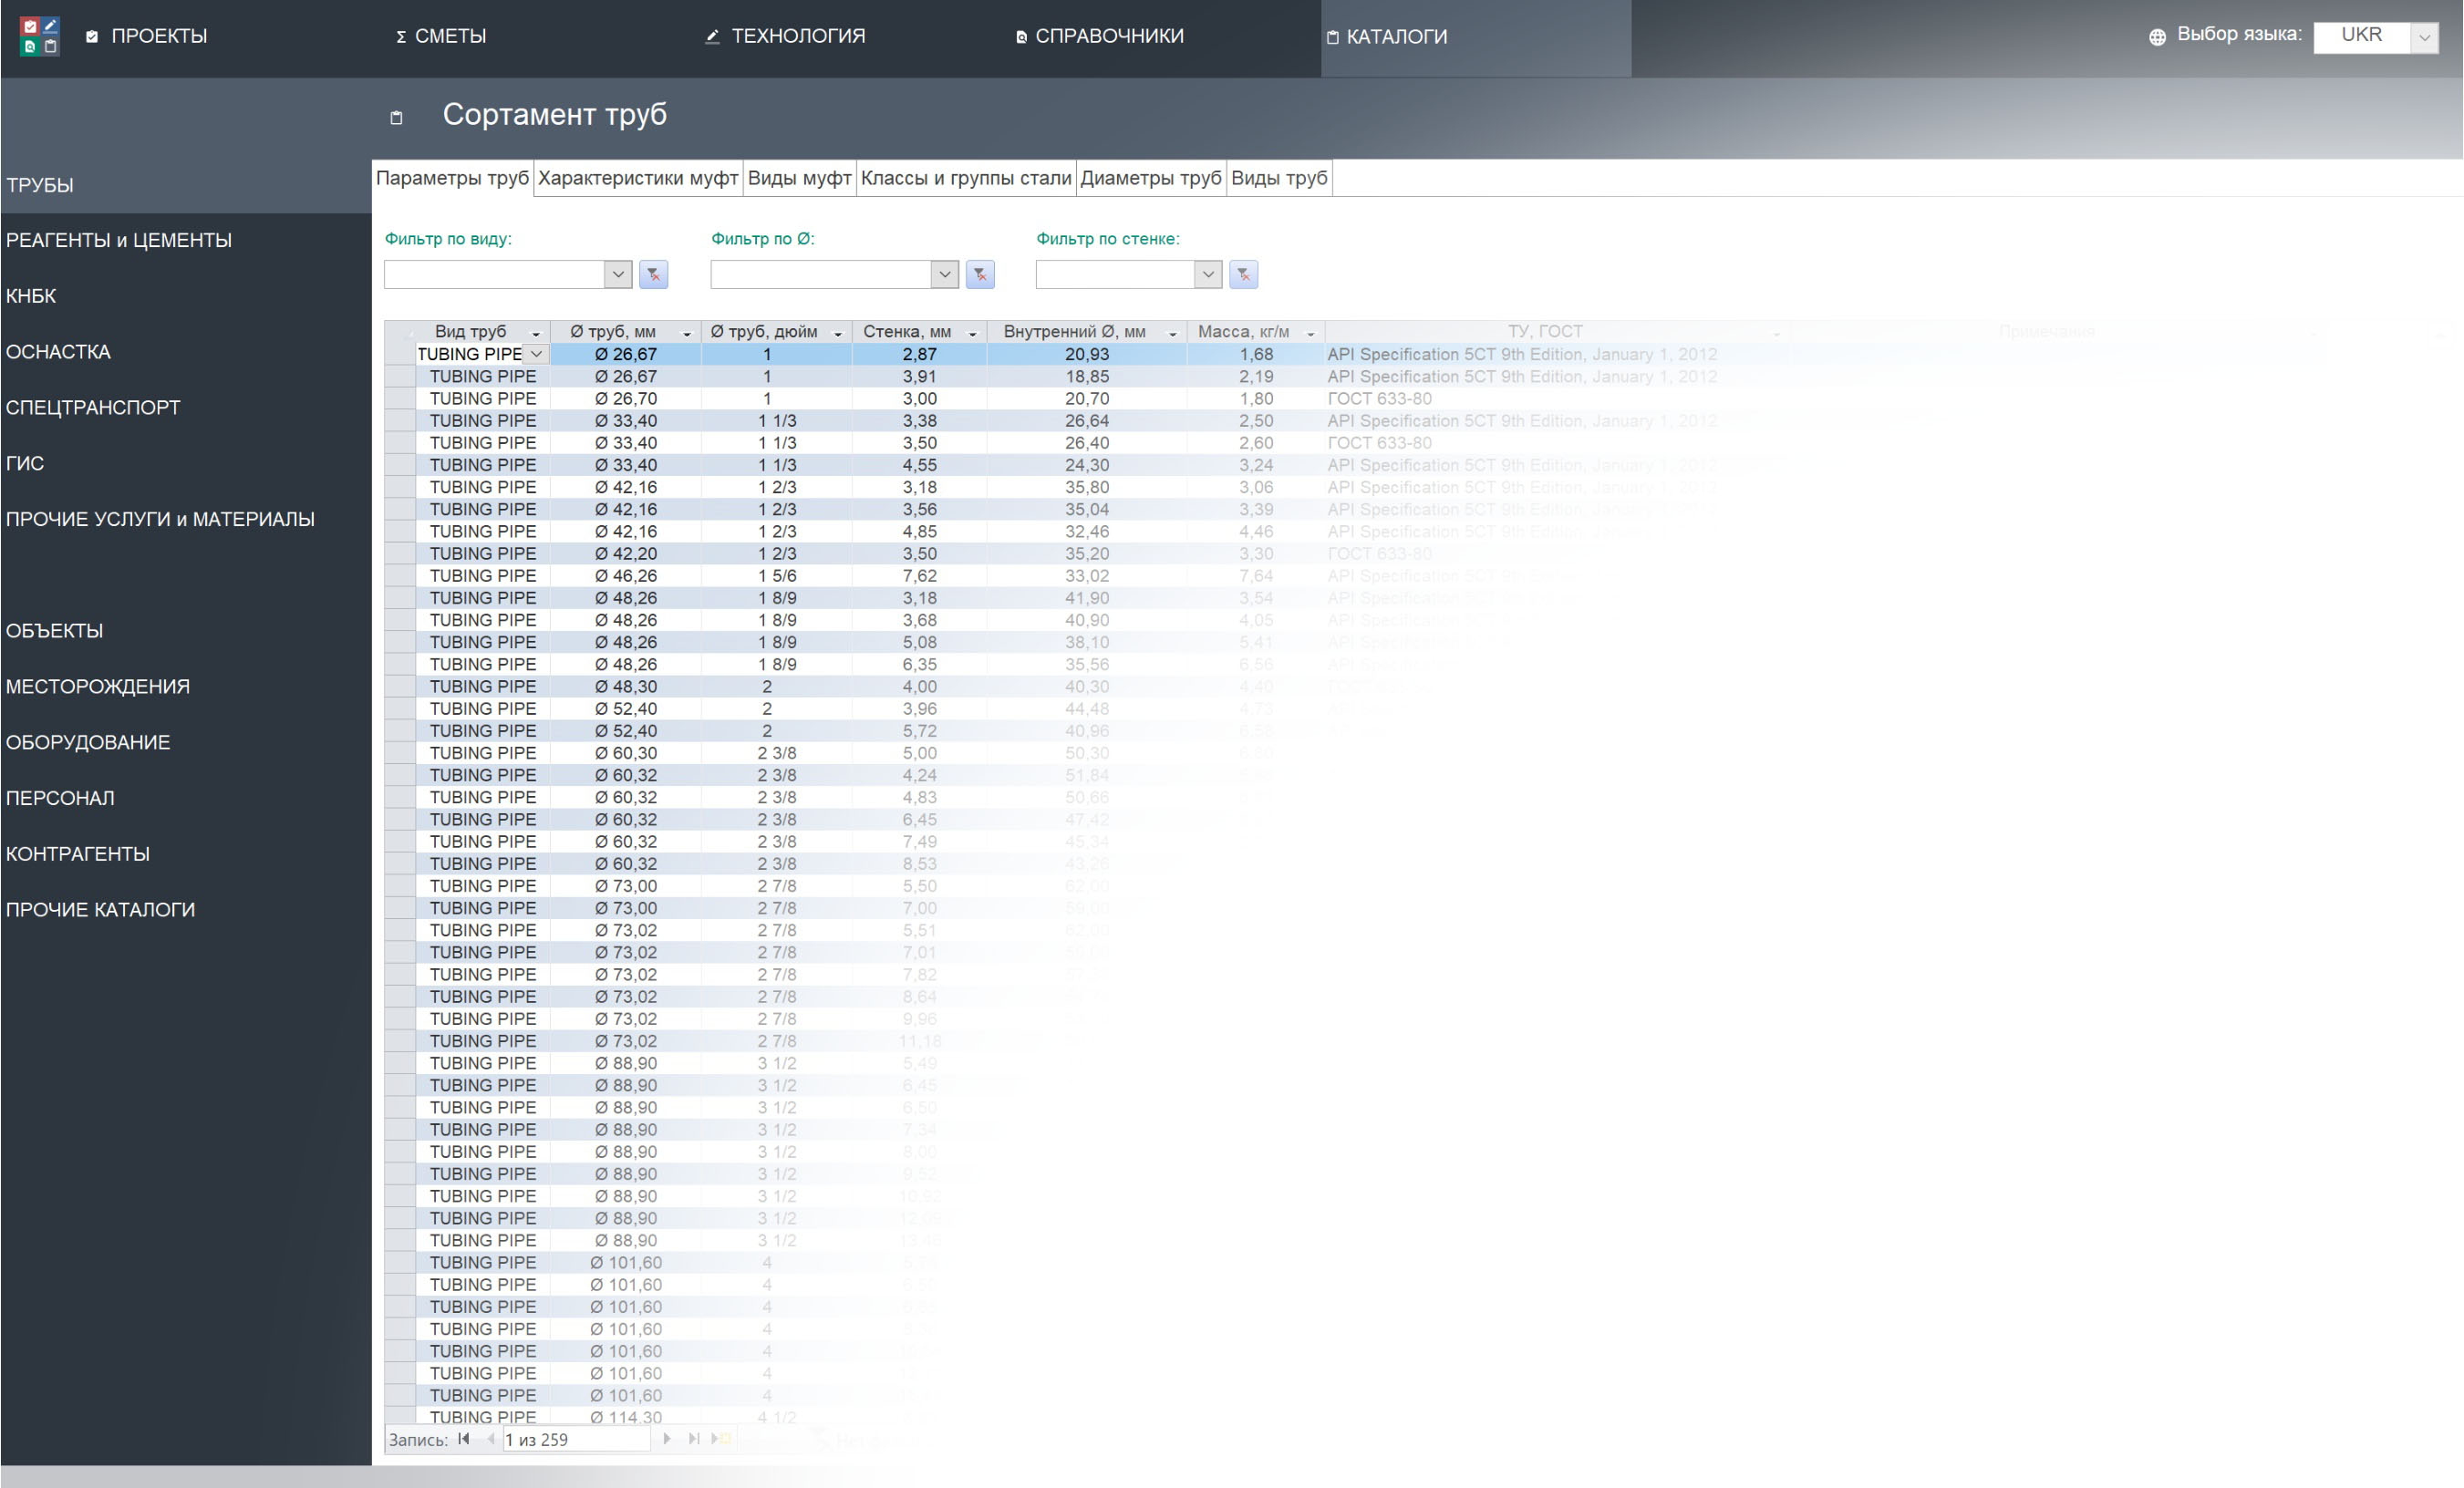 ПРОЕКТЫ Σ СМЕТЫ ТЕХНОЛОГИЯ СПРАВОЧНИКИ КАТАЛОГИ Выбор языка: UKR
Сортамент труб
ТРУБЫ
РЕАГЕНТЫ и ЦЕМЕНТЫ
КНБК
ОСНАСТКА
СПЕЦТРАНСПОРТ
ГИС
ПРОЧИЕ УСЛУГИ и МАТЕРИАЛЫ
ОБЪЕКТЫ
МЕСТОРОЖДЕНИЯ
ОБОРУДОВАНИЕ
ПЕРСОНАЛ
КОНТРАГЕНТЫ
ПРОЧИЕ КАТАЛОГИ
Параметры труб Характеристики муфт Виды муфт Классы и группы стали Диаметры труб Виды труб
Фильтр по виду: Фильтр по Ø: Фильтр по стенке:
Вид труб Ø труб, мм Ø труб, дюйм Стенка, мм Внутренний Ø, мм Масса, кг/м ТУ, ГОСТ Примечания
TUBING PIPE Ø 26,67 1 2,87 20,93 1,68 API Specification 5CT 9th Edition, January 1, 2012
TUBING PIPE Ø 26,67 1 3,91 18,85 2,19 API Specification 5CT 9th Edition, January 1, 2012
TUBING PIPE Ø 26,70 1 3,00 20,70 1,80 ГОСТ 633-80
TUBING PIPE Ø 33,40 1 1/3 3,38 26,64 2,50 API Specification 5CT 9th Edition, January 1, 2012
TUBING PIPE Ø 33,40 1 1/3 3,50 26,40 2,60 ГОСТ 633-80
TUBING PIPE Ø 33,40 1 1/3 4,55 24,30 3,24 API Specification 5CT 9th Edition, January 1, 2012
TUBING PIPE Ø 42,16 1 2/3 3,18 35,80 3,06 API Specification 5CT 9th Edition, January 1, 2012
TUBING PIPE Ø 42,16 1 2/3 3,56 35,04 3,39 API Specification 5CT 9th Edition, January
TUBING PIPE Ø 42,16 1 2/3 4,85 32,46 4,46 API Specification 5CT 9th Edition,
TUBING PIPE Ø 42,20 1 2/3 3,50 35,20 3,30 ГОСТ 633-80
TUBING PIPE Ø 46,26 1 5/6 7,62 33,02 7,64 API Specification 5CT 9th
TUBING PIPE Ø 48,26 1 8/9 3,18 41,90 3,54 API Specification
TUBING PIPE Ø 48,26 1 8/9 3,68 40,90 4,05 API Specification
TUBING PIPE Ø 48,26 1 8/9 5,08 38,10 5,41 API
TUBING PIPE Ø 48,26 1 8/9 6,35 35,56 6,56 API
TUBING PIPE Ø 48,30 2 4,00 40,30 4,40
TUBING PIPE Ø 52,40 2 3,96 44,48 4,73
TUBING PIPE Ø 52,40 2 5,72 40,96 6,58
TUBING PIPE Ø 60,30 2 3/8 5,00 50,30
TUBING PIPE Ø 60,32 2 3/8 4,24 51,84
TUBING PIPE Ø 60,32 2 3/8 4,83 50,66
TUBING PIPE Ø 60,32 2 3/8 6,45 47,42
TUBING PIPE Ø 60,32 2 3/8 7,49 45,34
TUBING PIPE Ø 60,32 2 3/8 8,53 43,26
TUBING PIPE Ø 73,00 2 7/8 5,50 62,00
TUBING PIPE Ø 73,00 2 7/8 7,00 59,00
TUBING PIPE Ø 73,02 2 7/8 5,51 62,00
TUBING PIPE Ø 73,02 2 7/8 7,01
TUBING PIPE Ø 73,02 2 7/8 7,82
TUBING PIPE Ø 73,02 2 7/8 8,64
TUBING PIPE Ø 73,02 2 7/8 9,96
TUBING PIPE Ø 73,02 2 7/8 11,18
TUBING PIPE Ø 88,90 3 1/2 5,49
TUBING PIPE Ø 88,90 3 1/2 6,45
TUBING PIPE Ø 88,90 3 1/2 6,50
TUBING PIPE Ø 88,90 3 1/2 7,34
TUBING PIPE Ø 88,90 3 1/2 8,00
TUBING PIPE Ø 88,90 3 1/2 9,52
TUBING PIPE Ø 88,90 3 1/2 10,92
TUBING PIPE Ø 88,90 3 1/2
TUBING PIPE Ø 88,90 3 1/2
TUBING PIPE Ø 101,60 4
TUBING PIPE Ø 101,60 4
TUBING PIPE Ø 101,60 4
TUBING PIPE Ø 101,60 4
TUBING PIPE Ø 101,60 4
TUBING PIPE Ø 101,60 4
TUBING PIPE Ø 101,60 4
TUBING PIPE Ø 114,30 4 1/2
Запись: 1 из 259